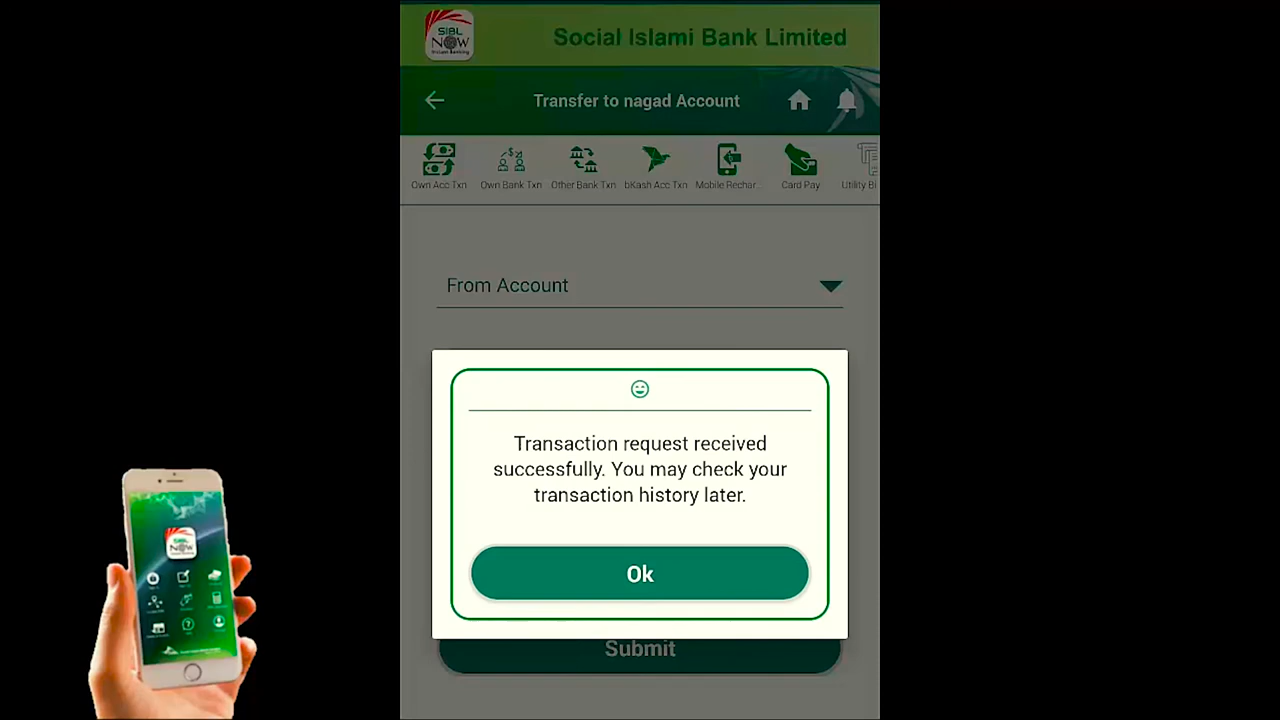 SIBL
NOW
Social Islami Bank Limited
Transfer to nagad Account
Own Acc Txn
Own Bank Txn
Other Bank Txn
bKash Acc Txn
Mobile Rechar...
Card Pay
Utility Bi
From Account
Transaction request received
successfully. You may check your
transaction history later.
Ok
Submit
SIBL
NOW